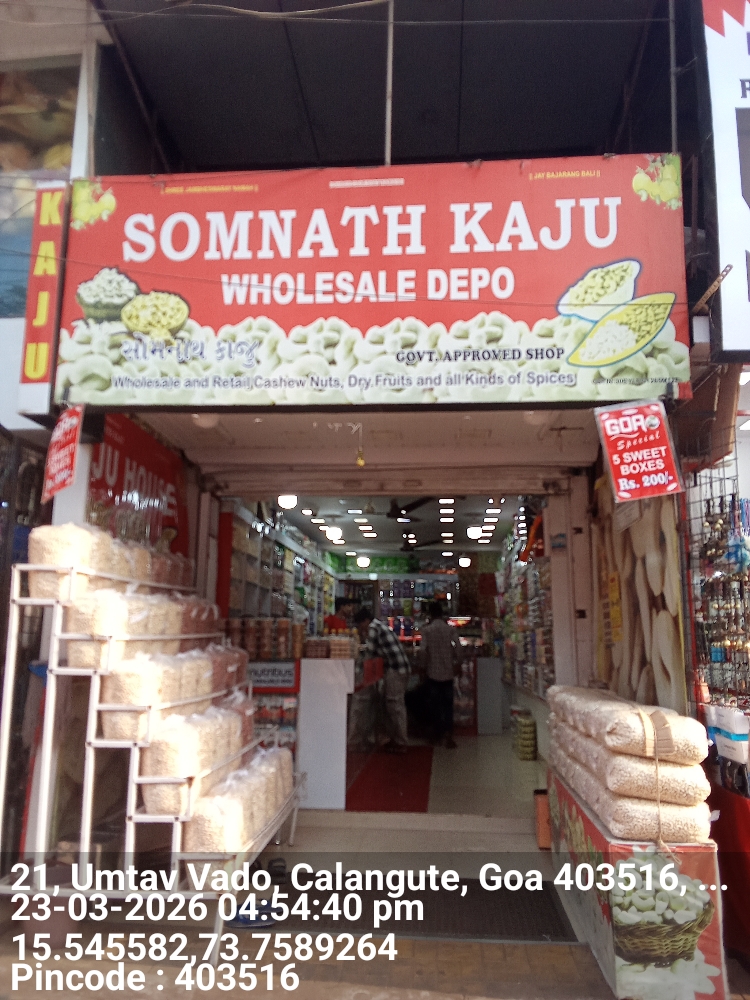 || JAY BAJARANG BALI ||
KAJU
SOMNATH KAJU
WHOLESALE DEPO
સોમનાથ કાજુ
GOVT. APPROVED SHOP
Wholesale and Retail Cashew Nuts, Dry Fruits and all Kinds of Spices
GOA
Special
5 SWEET
BOXES
Rs. 200/-
JU HOUSE
nutritius
21, Umtav Vado, Calangute, Goa 403516, ...
23-03-2026 04:54:40 pm
15.545582,73.7589264
Pincode : 403516